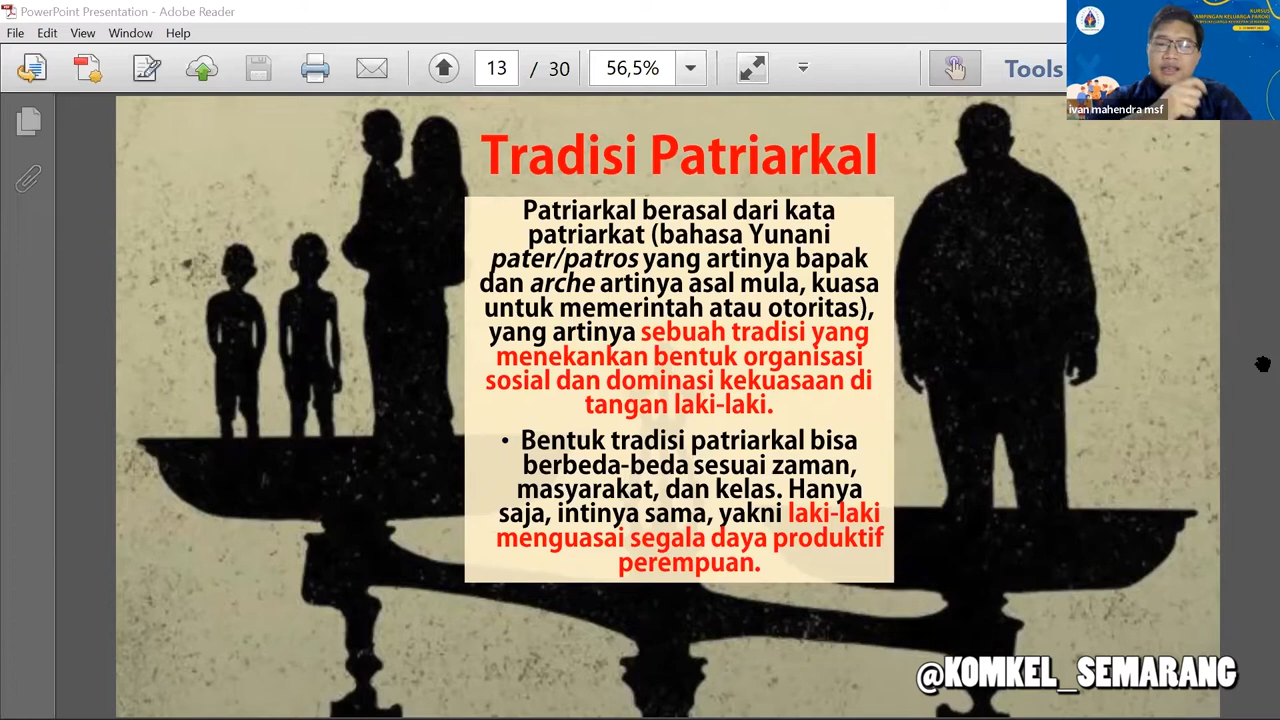 PowerPoint Presentation - Adobe Reader
File Edit View Window Help
13 / 30
56,5%
Tools
KURSUS
ivan mahendra msf
Tradisi Patriarkal
Patriarkal berasal dari kata
patriarkat (bahasa Yunani
pater/patros yang artinya bapak
dan arche artinya asal mula, kuasa
untuk memerintah atau otoritas),
yang artinya sebuah tradisi yang
menekankan bentuk organisasi
sosial dan dominasi kekuasaan di
tangan laki-laki.
• Bentuk tradisi patriarkal bisa
berbeda-beda sesuai zaman,
masyarakat, dan kelas. Hanya
saja, intinya sama, yakni laki-laki
menguasai segala daya produktif
perempuan.
@KOMKEL_SEMARANG